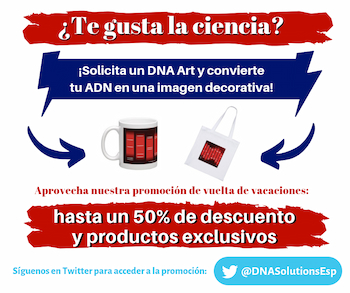 ¿Te gusta la ciencia?
¡Solicita un DNA Art y convierte
tu ADN en una imagen decorativa!
Aprovecha nuestra promoción de vuelta de vacaciones:
hasta un 50% de descuento
y productos exclusivos
Síguenos en Twitter para acceder a la promoción:
@DNASolutionsEsp